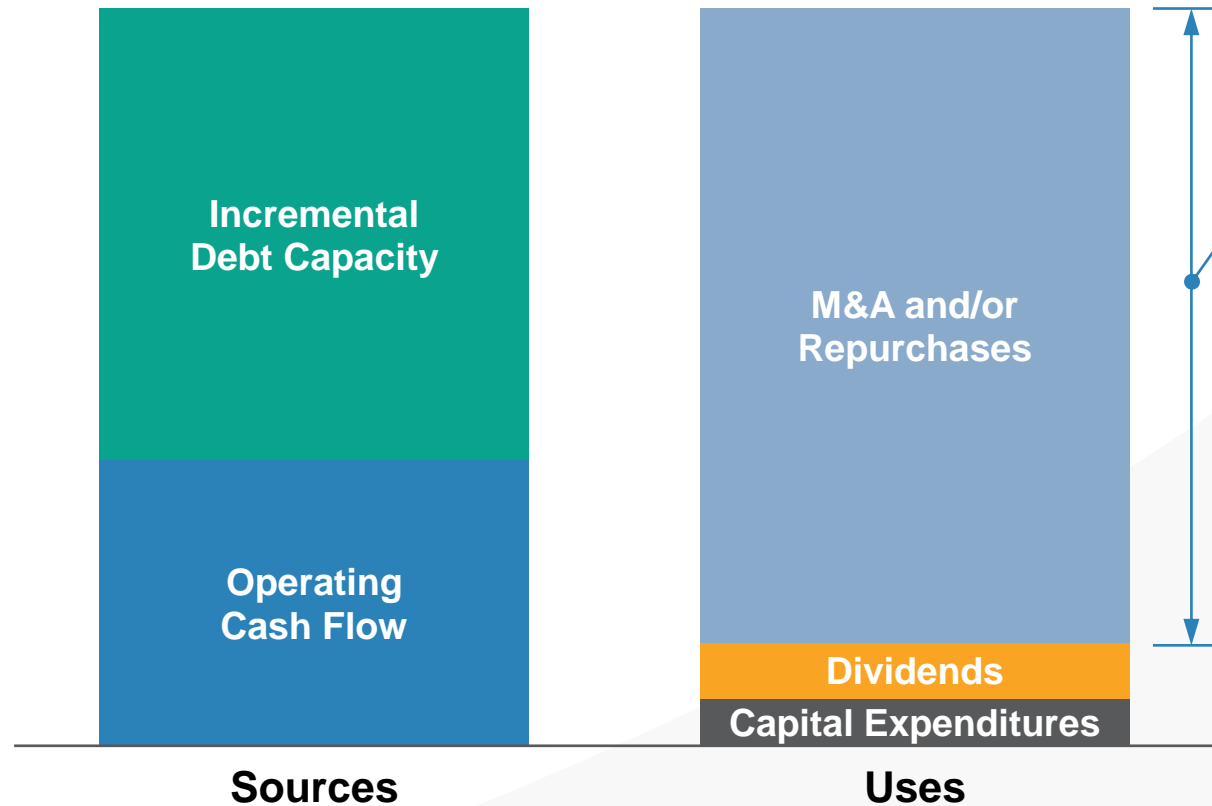 Incremental
Debt Capacity
Operating
Cash Flow
M&A and/or
Repurchases
Dividends
Capital Expenditures
Sources
Uses